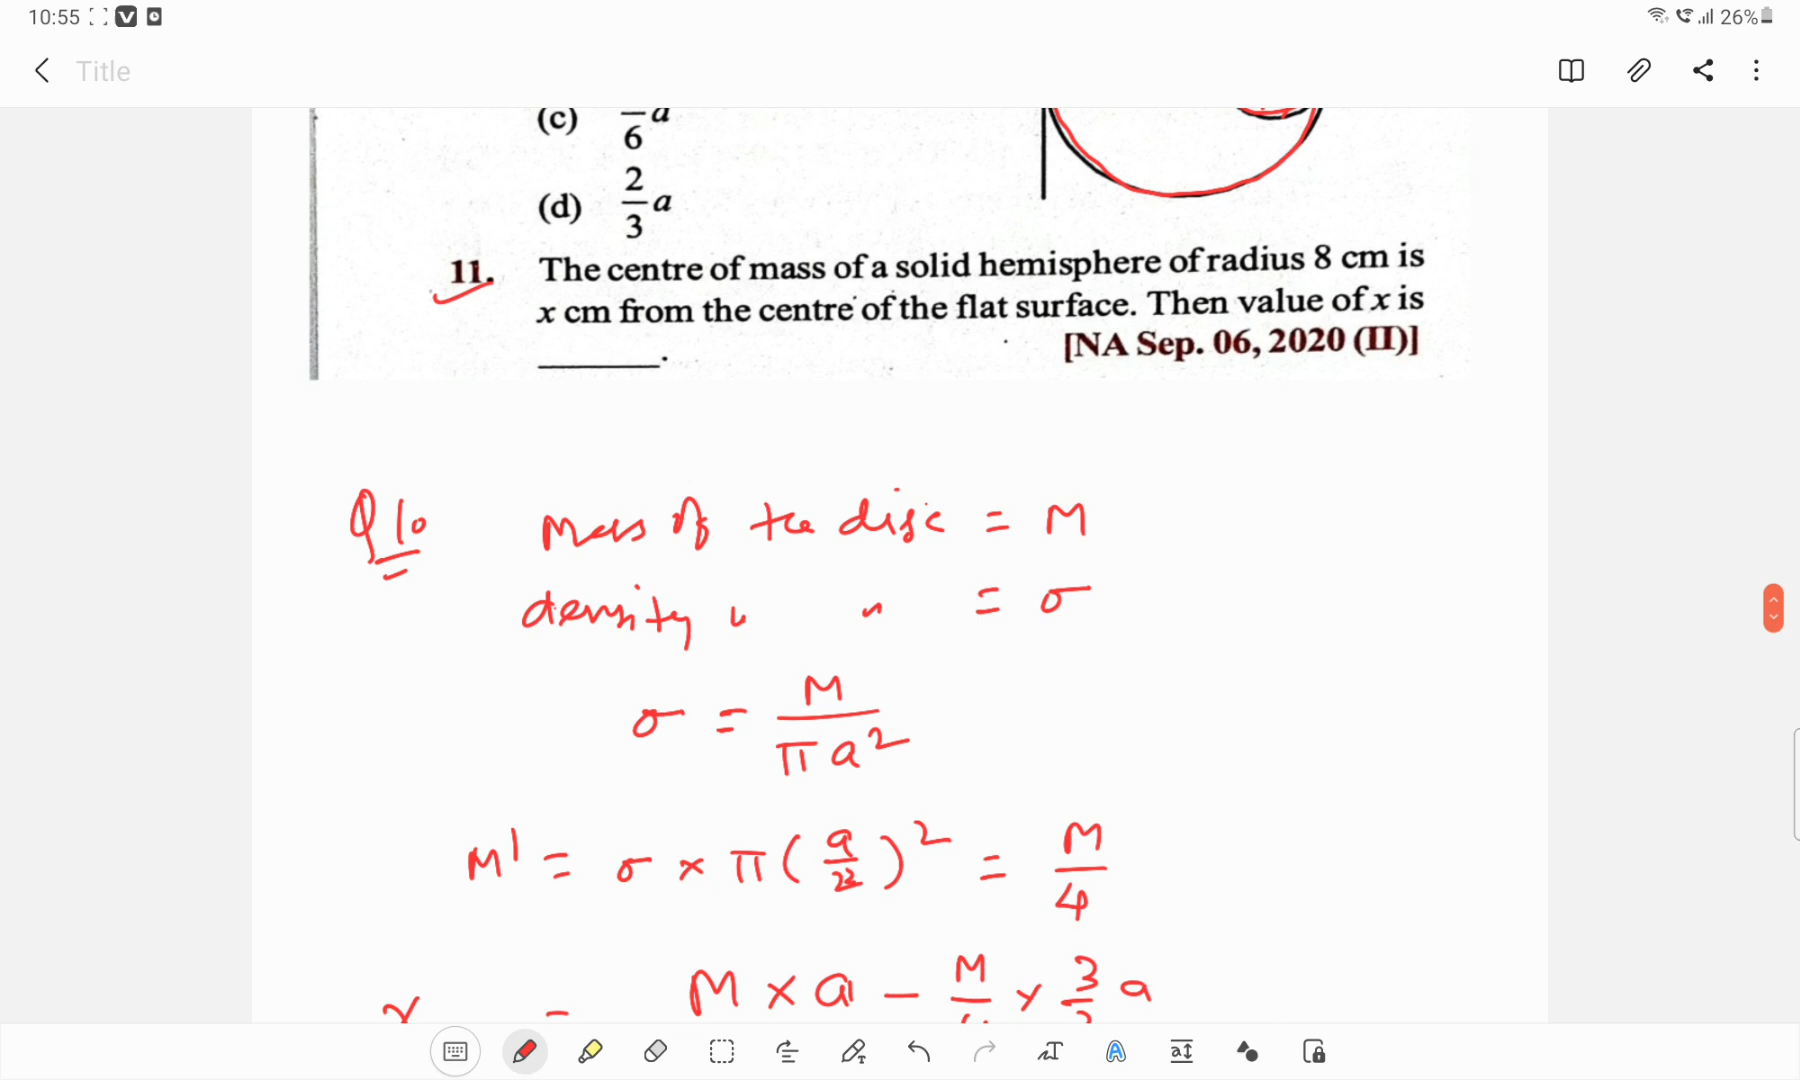 10:55 26%
Title
(c) 6 a
(d) 2/3 a
11. The centre of mass of a solid hemisphere of radius 8 cm is
x cm from the centre of the flat surface. Then value of x is
[NA Sep. 06, 2020 (II)]
______.
Q10 Mass of the disc = M
density " " = σ
σ = M/πa²
M' = σ × π(a/2)² = M/4
= M × a − M × 3 a